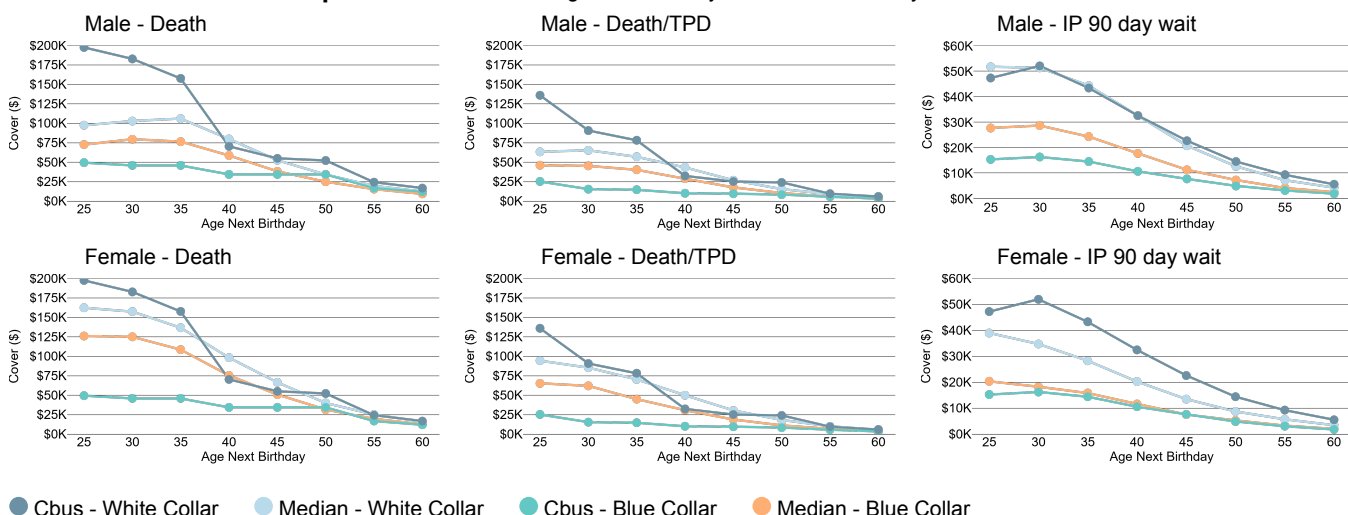 Male - Death
Male - Death/TPD
Male - IP 90 day wait
$200K
$175K
$150K
$125K
$100K
$75K
$50K
$25K
$0K
Cover ($)
25 30 35 40 45 50 55 60
Age Next Birthday
$200K
$175K
$150K
$125K
$100K
$75K
$50K
$25K
$0K
Cover ($)
25 30 35 40 45 50 55 60
Age Next Birthday
$60K
$50K
$40K
$30K
$20K
$10K
$0K
Cover ($)
25 30 35 40 45 50 55 60
Age Next Birthday
Female - Death
Female - Death/TPD
Female - IP 90 day wait
$200K
$175K
$150K
$125K
$100K
$75K
$50K
$25K
$0K
Cover ($)
25 30 35 40 45 50 55 60
Age Next Birthday
$200K
$175K
$150K
$125K
$100K
$75K
$50K
$25K
$0K
Cover ($)
25 30 35 40 45 50 55 60
Age Next Birthday
$60K
$50K
$40K
$30K
$20K
$10K
$0K
Cover ($)
25 30 35 40 45 50 55 60
Age Next Birthday
Cbus - White Collar
Median - White Collar
Cbus - Blue Collar
Median - Blue Collar